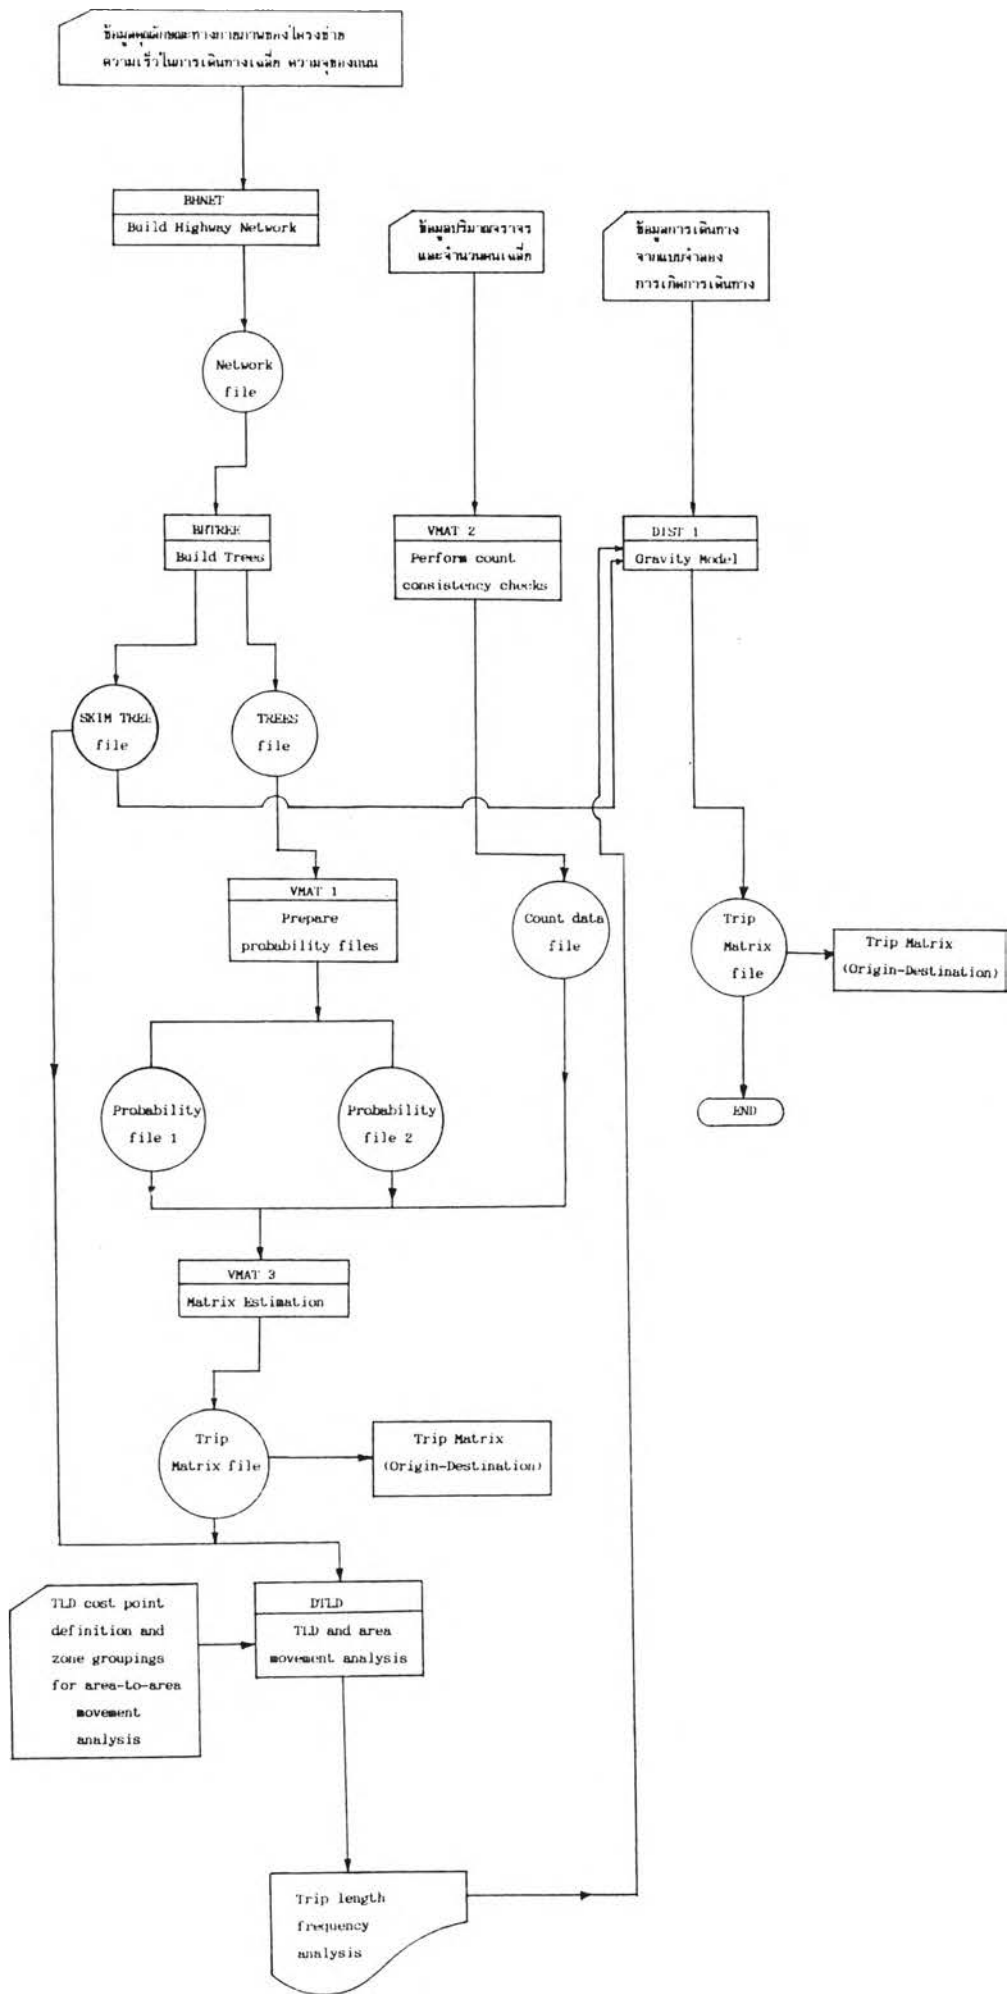 ข้อมูลคุณลักษณะทางกายภาพของโครงข่าย
ความเร็วในการเดินทางเฉลี่ย ความจุของถนน
BHNET
Build Highway Network
ข้อมูลปริมาณจราจร
และจำนวนคนเฉลี่ย
ข้อมูลการเดินทาง
จากแบบจำลอง
การเกิดการเดินทาง
Network
file
BHTREE
Build Trees
VMAT 2
Perform count
consistency checks
DIST 1
Gravity Model
SKIM TREE
file
TREES
file
VMAT 1
Prepare
probability files
Count data
file
Trip
Matrix
file
Trip Matrix
(Origin-Destination)
Probability
file 1
Probability
file 2
END
VMAT 3
Matrix Estimation
Trip
Matrix file
Trip Matrix
(Origin-Destination)
TLD cost point
definition and
zone groupings
for area-to-area
movement
analysis
DTLD
TLD and area
movement analysis
Trip length
frequency
analysis